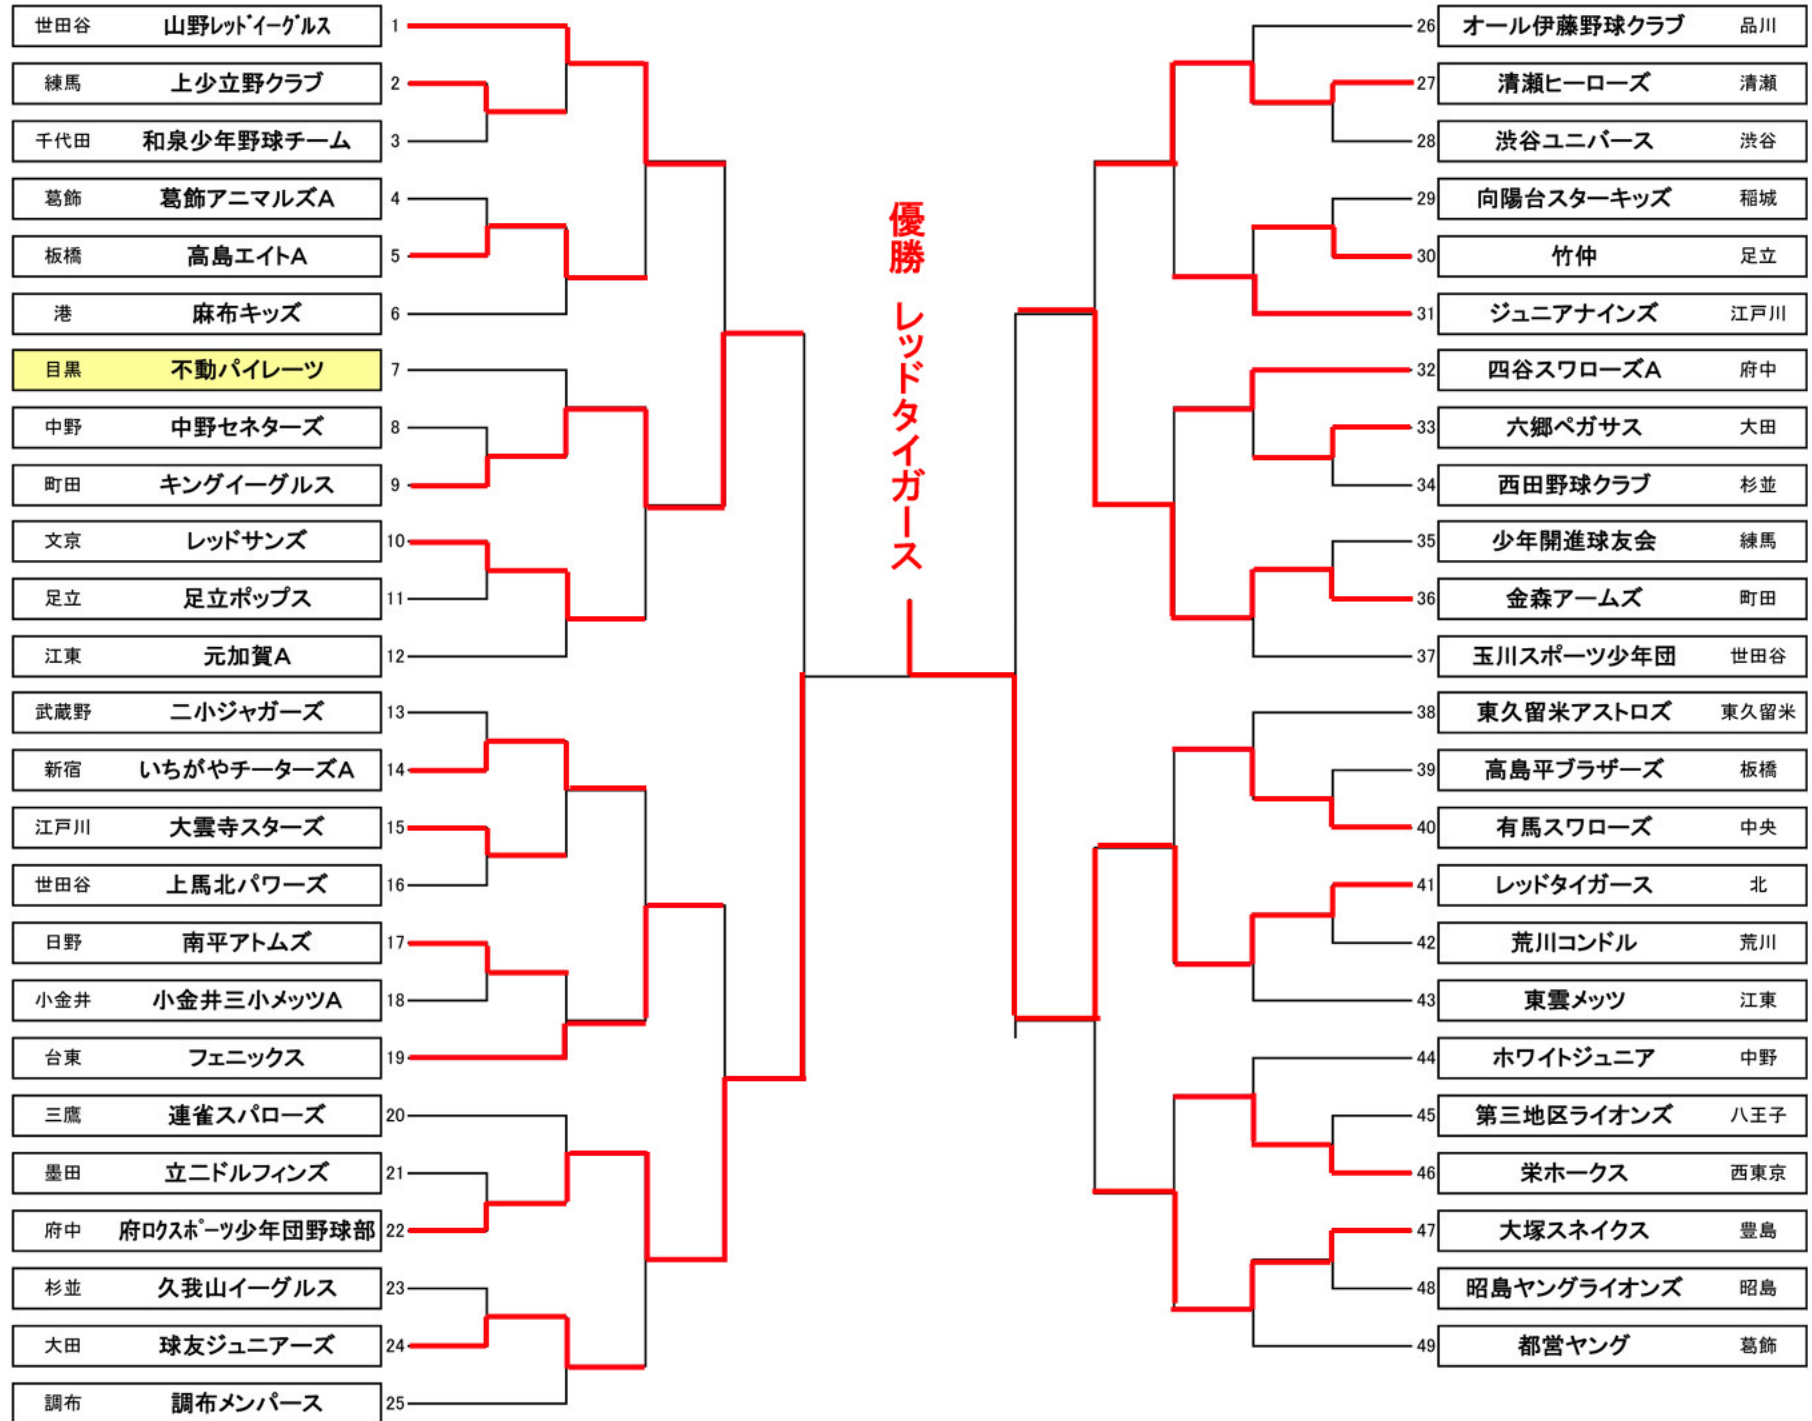 世田谷 山野レッドイーグルス 1
練馬 上少立野クラブ 2
千代田 和泉少年野球チーム 3
葛飾 葛飾アニマルズA 4
板橋 高島エイトA 5
港 麻布キッズ 6
目黒 不動パイレーツ 7
中野 中野セネターズ 8
町田 キングイーグルス 9
文京 レッドサンズ 10
足立 足立ポップス 11
江東 元加賀A 12
武蔵野 二小ジャガーズ 13
新宿 いちがやチーターズA 14
江戸川 大雲寺スターズ 15
世田谷 上馬北パワーズ 16
日野 南平アトムズ 17
小金井 小金井三小メッツA 18
台東 フェニックス 19
三鷹 連雀スパローズ 20
墨田 立二ドルフィンズ 21
府中 府ロクスポーツ少年団野球部 22
杉並 久我山イーグルス 23
大田 球友ジュニアーズ 24
調布 調布メンパース 25
優勝 レッドタイガース
26 オール伊藤野球クラブ 品川
27 清瀬ヒーローズ 清瀬
28 渋谷ユニバース 渋谷
29 向陽台スターキッズ 稲城
30 竹仲 足立
31 ジュニアナインズ 江戸川
32 四谷スワローズA 府中
33 六郷ペガサス 大田
34 西田野球クラブ 杉並
35 少年開進球友会 練馬
36 金森アームズ 町田
37 玉川スポーツ少年団 世田谷
38 東久留米アストロズ 東久留米
39 高島平ブラザーズ 板橋
40 有馬スワローズ 中央
41 レッドタイガース 北
42 荒川コンドル 荒川
43 東雲メッツ 江東
44 ホワイトジュニア 中野
45 第三地区ライオンズ 八王子
46 栄ホークス 西東京
47 大塚スネイクス 豊島
48 昭島ヤングライオンズ 昭島
49 都営ヤング 葛飾